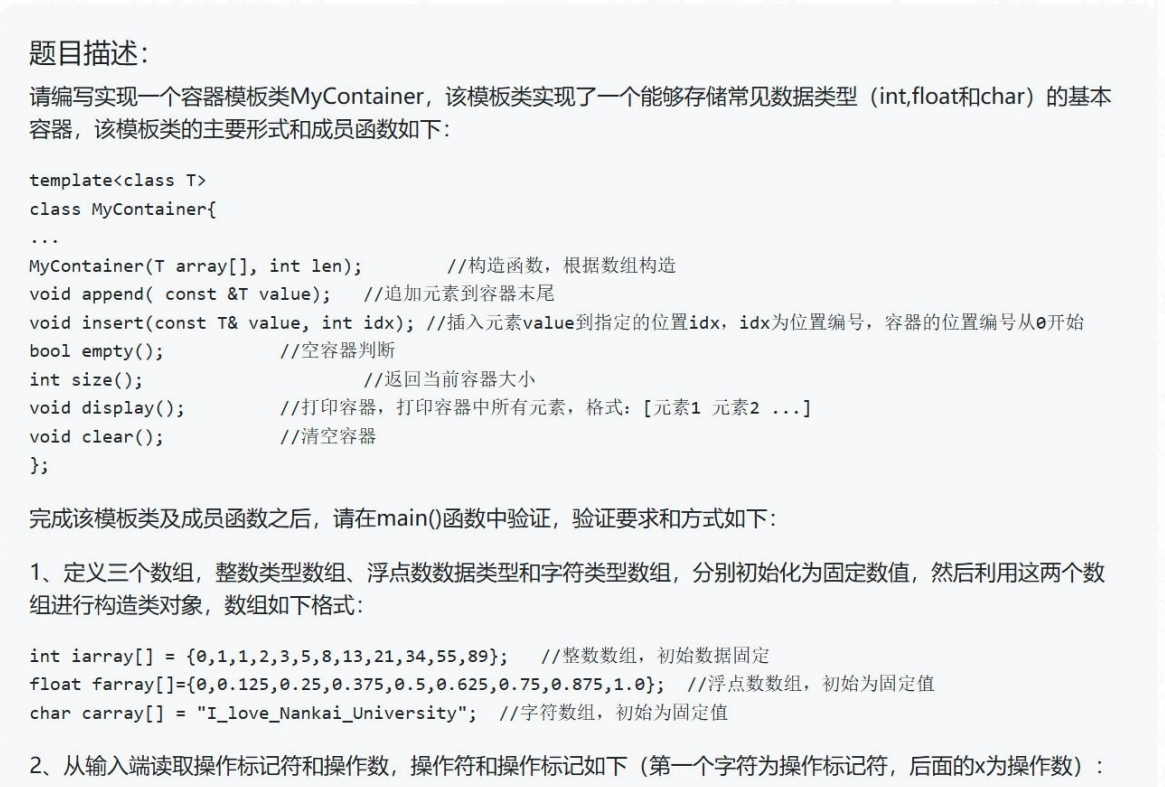 题目描述：
请编写实现一个容器模板类MyContainer，该模板类实现了一个能够存储常见数据类型（int,float和char）的基本
容器，该模板类的主要形式和成员函数如下：
template<class T>
class MyContainer{
...
MyContainer(T array[], int len);        //构造函数，根据数组构造
void append( const &T value);   //追加元素到容器末尾
void insert(const T& value, int idx); //插入元素value到指定的位置idx，idx为位置编号，容器的位置编号从0开始
bool empty();           //空容器判断
int size();                     //返回当前容器大小
void display();         //打印容器，打印容器中所有元素，格式：[元素1 元素2 ...]
void clear();           //清空容器
};
完成该模板类及成员函数之后，请在main()函数中验证，验证要求和方式如下：
1、定义三个数组，整数类型数组、浮点数数据类型和字符类型数组，分别初始化为固定数值，然后利用这两个数
组进行构造类对象，数组如下格式：
int iarray[] = {0,1,1,2,3,5,8,13,21,34,55,89};   //整数数组，初始数据固定
float farray[]={0,0.125,0.25,0.375,0.5,0.625,0.75,0.875,1.0};  //浮点数数组，初始为固定值
char carray[] = "I_love_Nankai_University";  //字符数组，初始为固定值
2、从输入端读取操作标记符和操作数，操作符和操作标记如下（第一个字符为操作标记符，后面的x为操作数）：